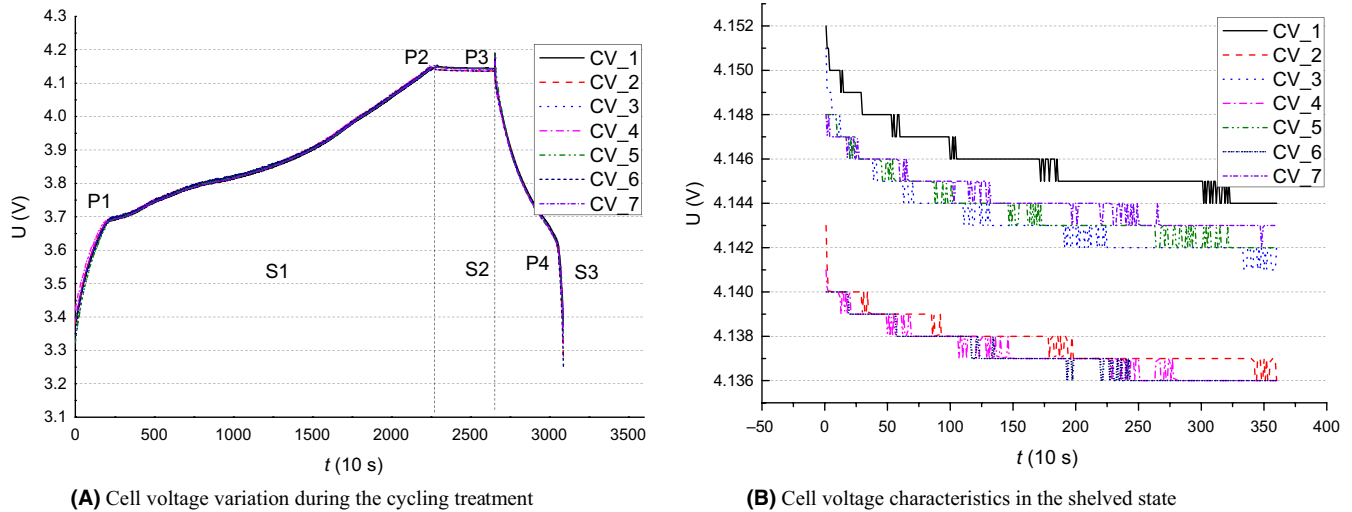 4.3
4.2
4.1
4.0
3.9
3.8
3.7
3.6
3.5
3.4
3.3
3.2
3.1
U (V)
P1
P2
P3
P4
S1
S2
S3
CV_1
CV_2
CV_3
CV_4
CV_5
CV_6
CV_7
0 500 1000 1500 2000 2500 3000 3500
t (10 s)
(A) Cell voltage variation during the cycling treatment
4.152
4.150
4.148
4.146
4.144
4.142
4.140
4.138
4.136
U (V)
CV_1
CV_2
CV_3
CV_4
CV_5
CV_6
CV_7
–50 0 50 100 150 200 250 300 350 400
t (10 s)
(B) Cell voltage characteristics in the shelved state